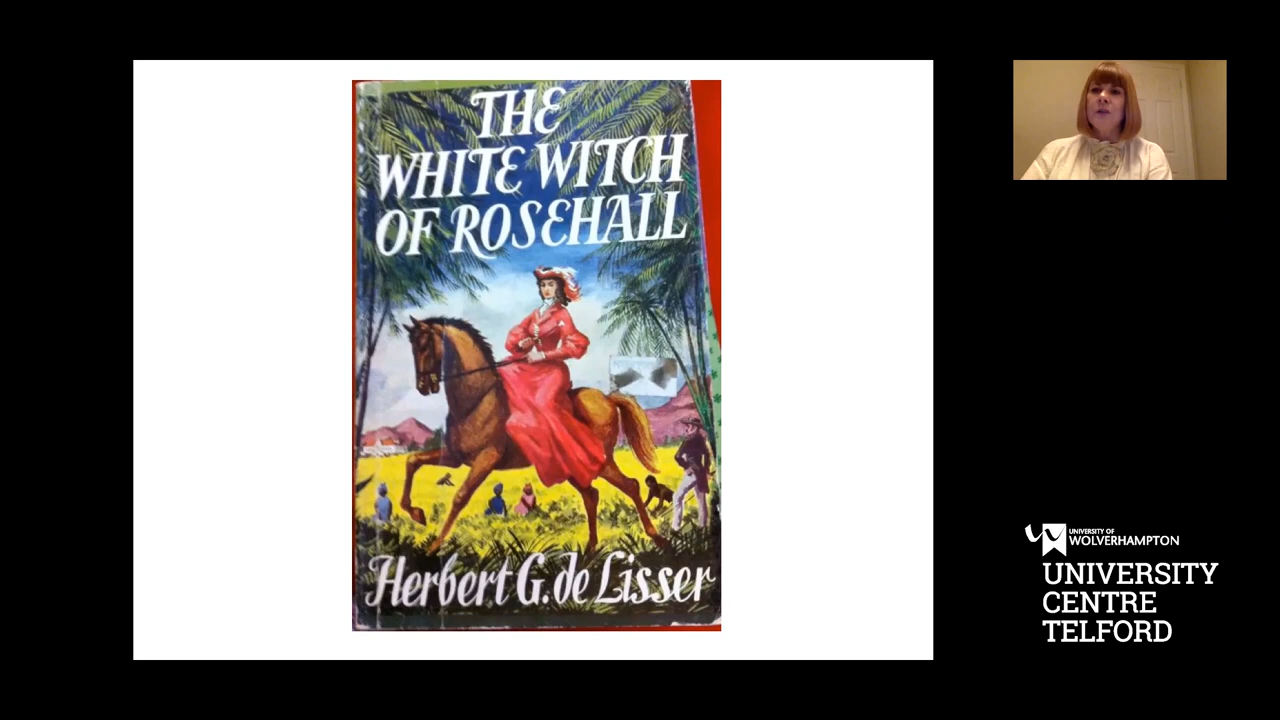 THE
WHITE WITCH
OF ROSEHALL
Herbert G. de Lisser
UNIVERSITY OF
WOLVERHAMPTON
UNIVERSITY
CENTRE
TELFORD